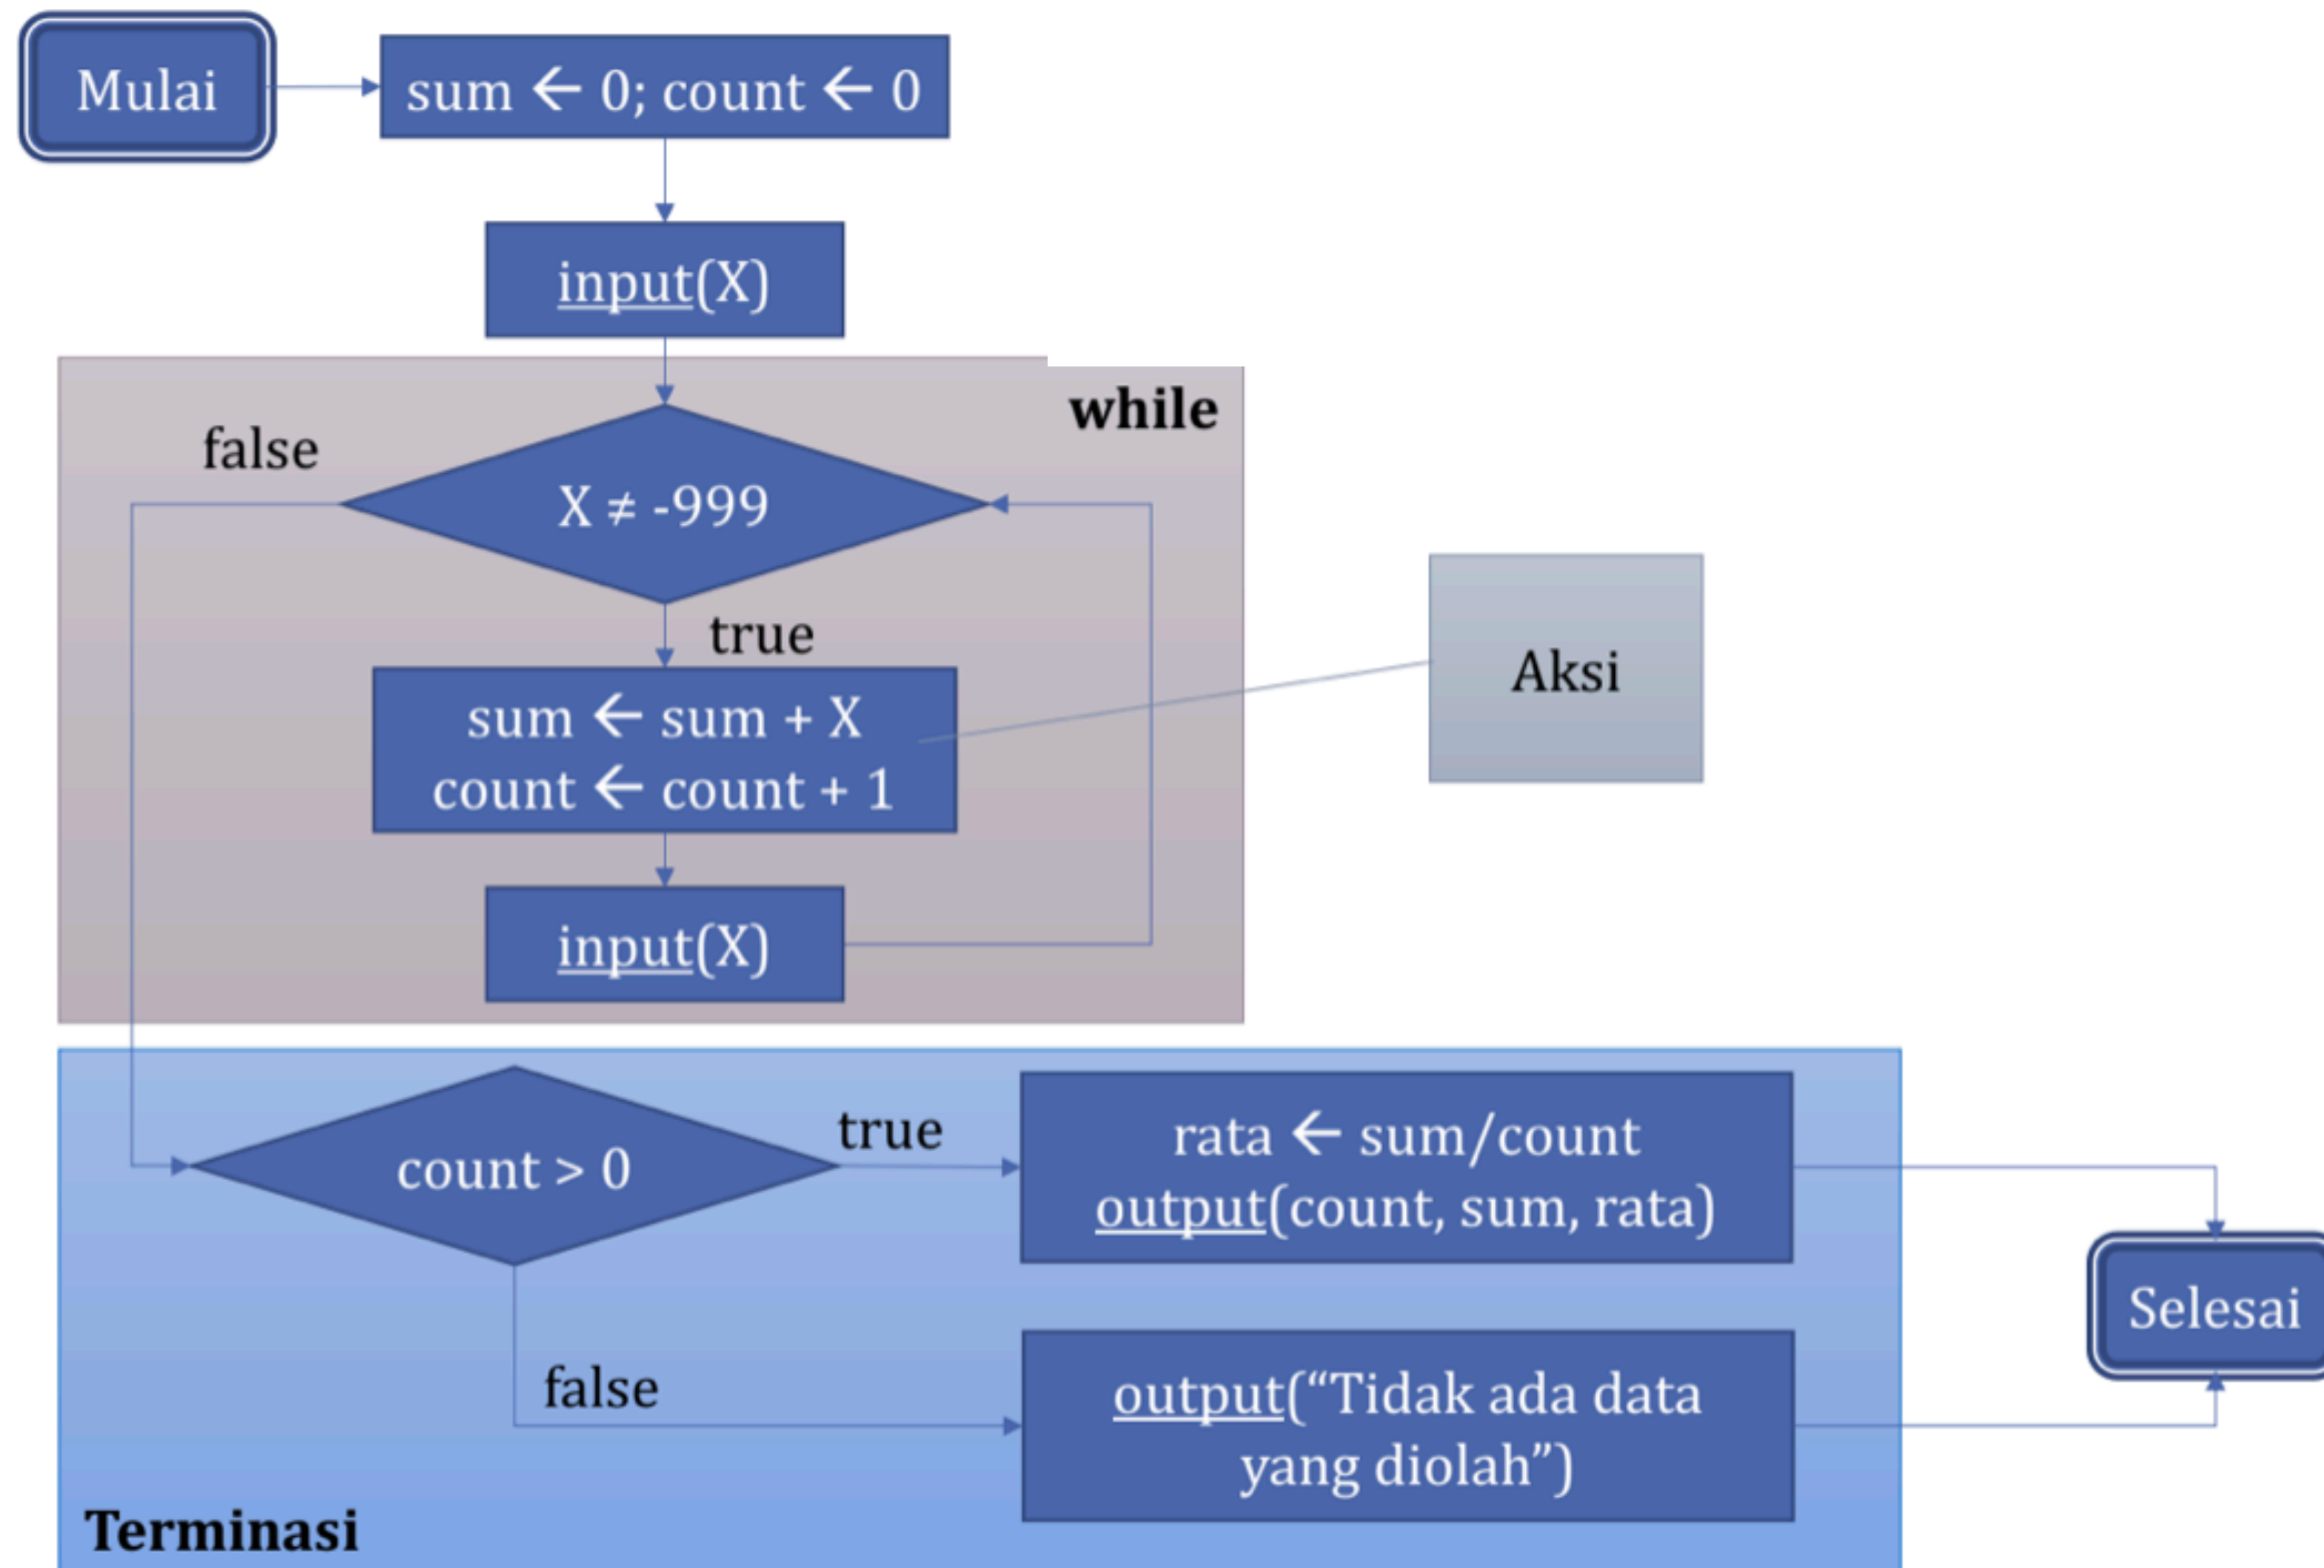 Mulai
sum ← 0; count ← 0
input(X)
while
false
X ≠ -999
true
sum ← sum + X
count ← count + 1
Aksi
input(X)
count > 0
true
rata ← sum/count
output(count, sum, rata)
Selesai
false
output(“Tidak ada data
yang diolah”)
Terminasi